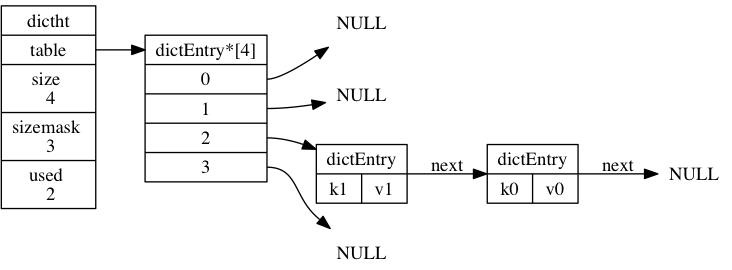 dictht
table
size
4
sizemask
3
used
2
dictEntry*[4]
0
1
2
3
NULL
NULL
dictEntry
k1 v1
next
dictEntry
k0 v0
next
NULL
NULL